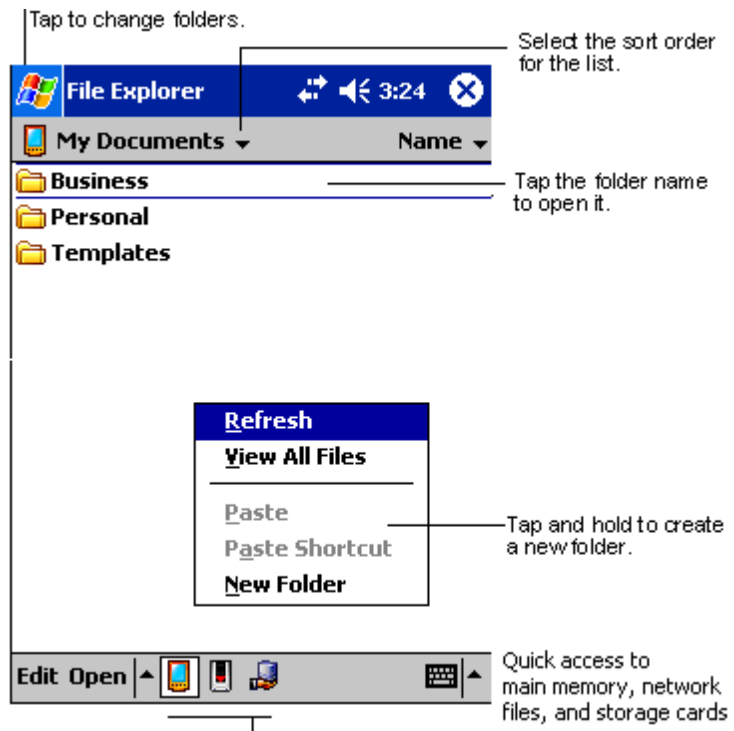 Tap to change folders.
Select the sort order
for the list.
File Explorer 3:24
My Documents Name
Business
Tap the folder name
to open it.
Personal
Templates
Refresh
View All Files
Paste
Paste Shortcut
New Folder
Tap and hold to create
a new folder.
Edit Open
Quick access to
main memory, network
files, and storage cards